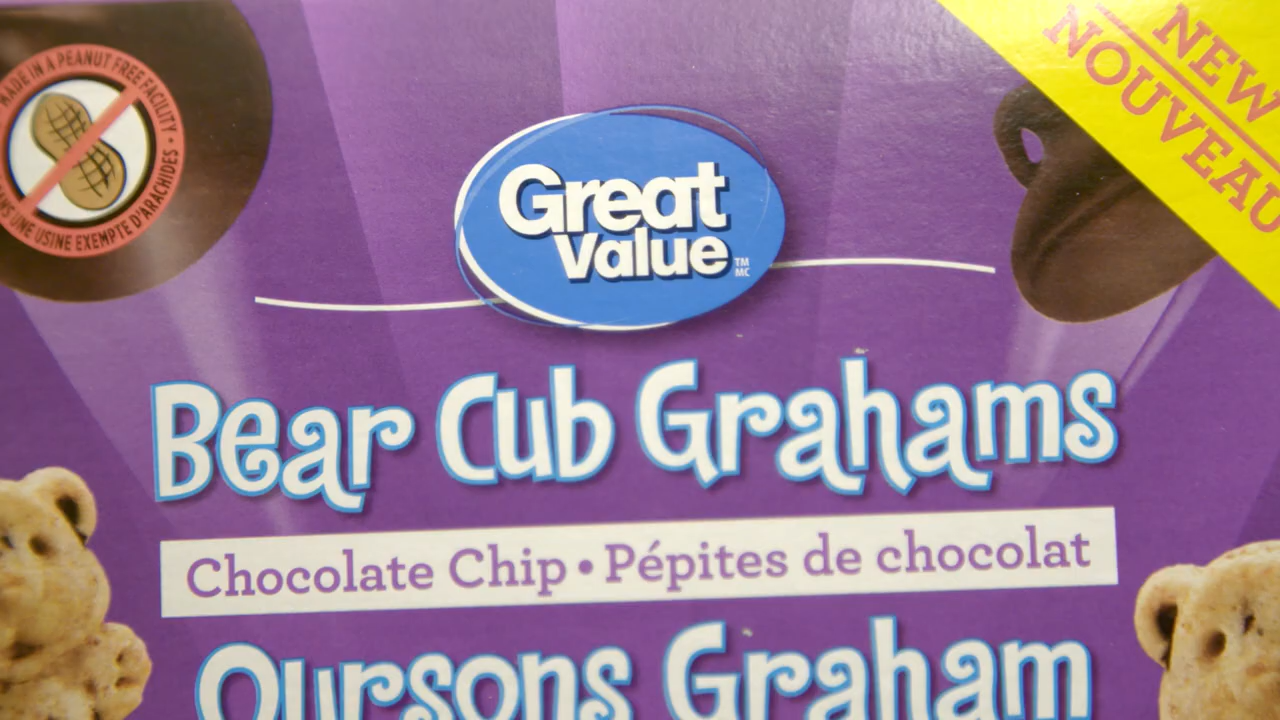 MADE IN A PEANUT FREE FACILITY •
DANS UNE USINE EXEMPTE D'ARACHIDES •
NEW
NOUVEAU
Great
Value
TM
MC
Bear Cub Grahams
Chocolate Chip • Pépites de chocolat
Oursons Graham